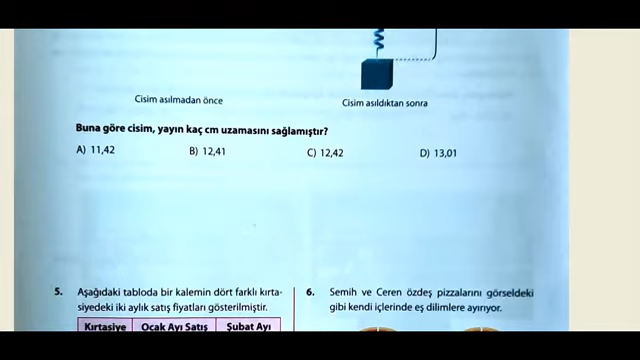 Cisim asılmadan önce
Cisim asıldıktan sonra
Buna göre cisim, yayın kaç cm uzamasını sağlamıştır?
A) 11,42 B) 12,41 C) 12,42 D) 13,01
5. Aşağıdaki tabloda bir kalemin dört farklı kırta-
siyedeki iki aylık satış fiyatları gösterilmiştir.
Kırtasiye Ocak Ayı Satış Şubat Ayı
6. Semih ve Ceren özdeş pizzalarını görseldeki
gibi kendi içlerinde eş dilimlere ayırıyor.